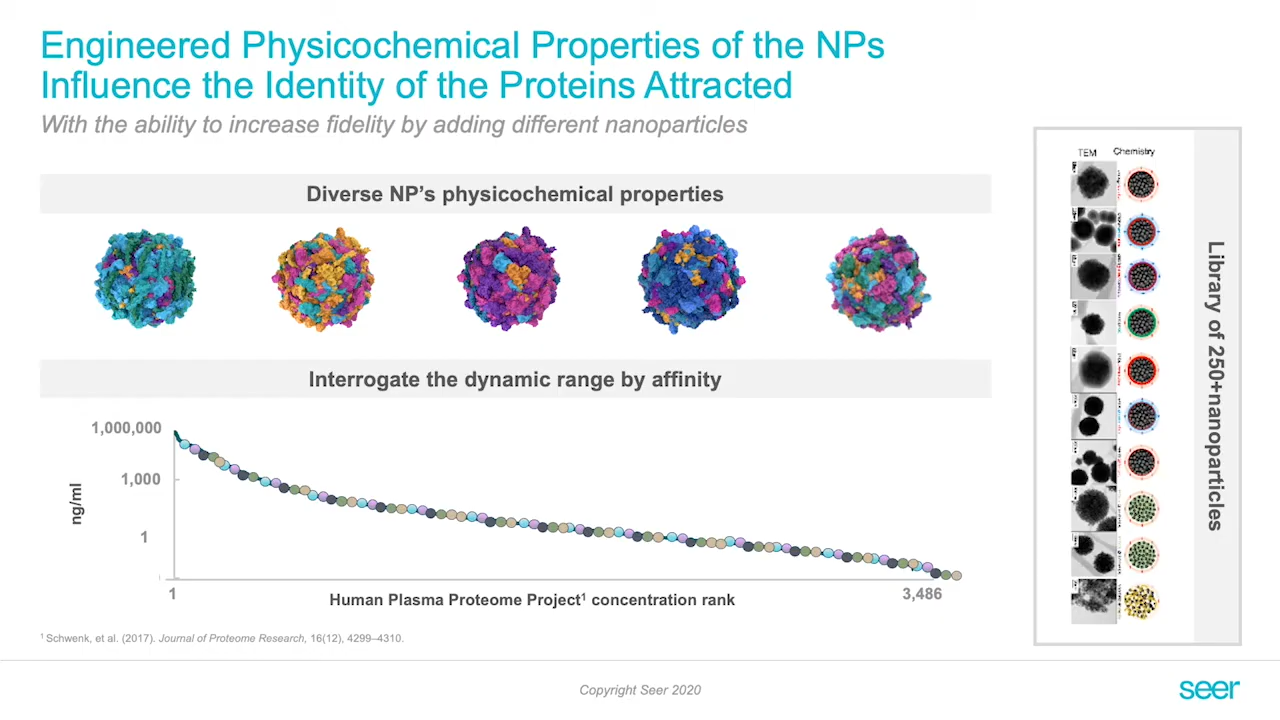 Engineered Physicochemical Properties of the NPs
Influence the Identity of the Proteins Attracted
With the ability to increase fidelity by adding different nanoparticles
Diverse NP's physicochemical properties
Interrogate the dynamic range by affinity
1,000,000
1,000
1
ng/ml
1
3,486
Human Plasma Proteome Project¹ concentration rank
TEM Chemistry
Library of 250+nanoparticles
¹ Schwenk, et al. (2017). Journal of Proteome Research, 16(12), 4299–4310.
Copyright Seer 2020
seer